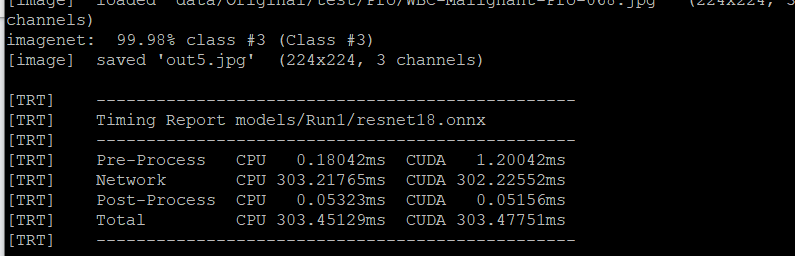 [image]  loaded 'data/Original/test/Pro/WBC-Malignant-Pro-068.jpg'  (224x224, 3
channels)
imagenet:  99.98% class #3 (Class #3)
[image]  saved 'out5.jpg'  (224x224, 3 channels)
[TRT]    ------------------------------------------------
[TRT]    Timing Report models/Run1/resnet18.onnx
[TRT]    ------------------------------------------------
[TRT]    Pre-Process   CPU   0.18042ms  CUDA   1.20042ms
[TRT]    Network       CPU 303.21765ms  CUDA 302.22552ms
[TRT]    Post-Process  CPU   0.05323ms  CUDA   0.05156ms
[TRT]    Total         CPU 303.45129ms  CUDA 303.47751ms
[TRT]    ------------------------------------------------